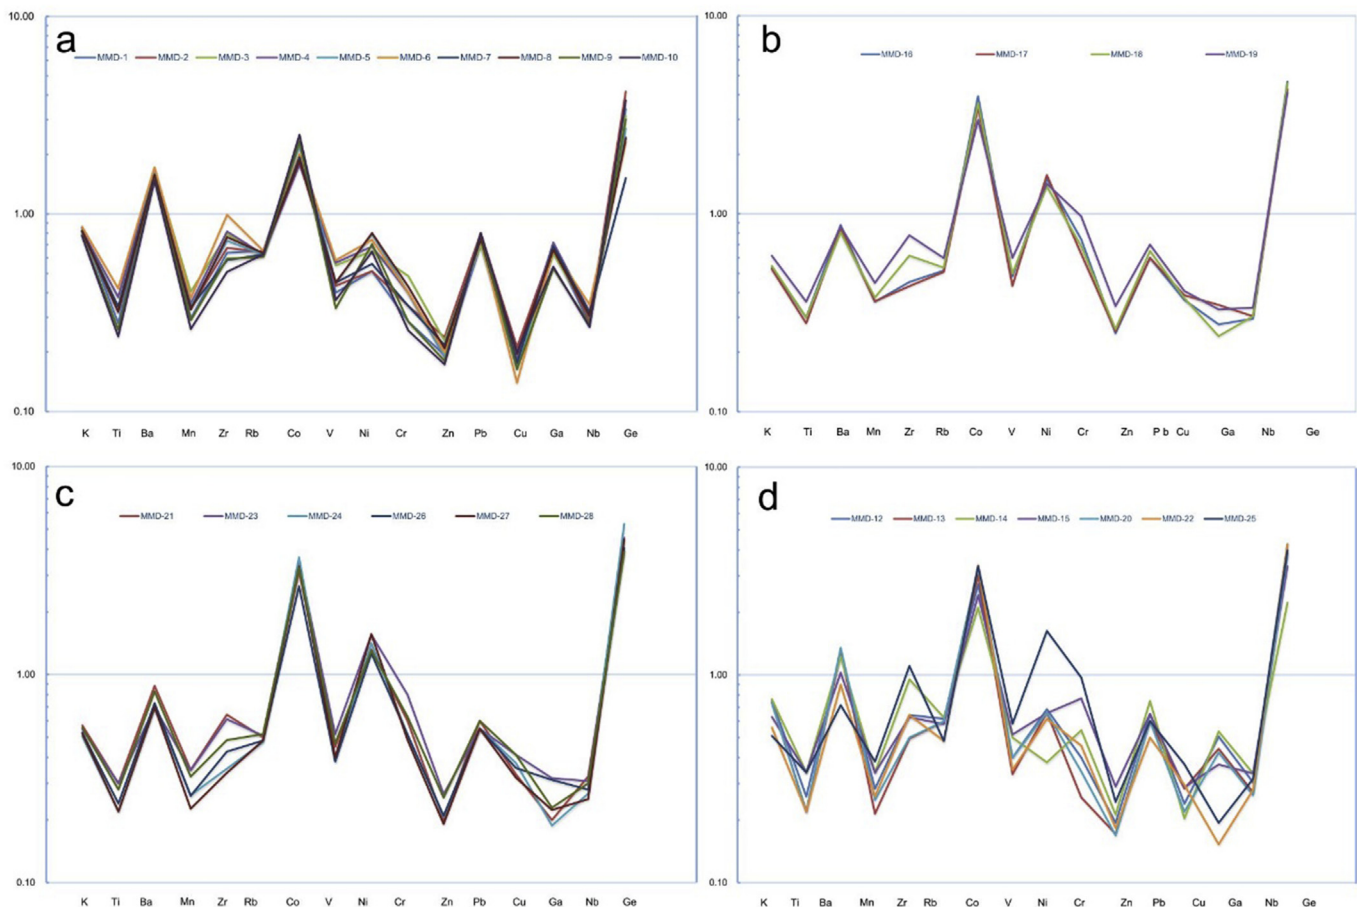 10.00
a
MMD-1 MMD-2 MMD-3 MMD-4 MMD-5 MMD-6 MMD-7 MMD-8 MMD-9 MMD-10
1.00
0.10
K Ti Ba Mn Zr Rb Co V Ni Cr Zn Pb Cu Ga Nb Ge
10.00
b
MMD-16 MMD-17 MMD-18 MMD-19
1.00
0.10
K Ti Ba Mn Zr Rb Co V Ni Cr Zn P b Cu Ga Nb Ge
10.00
c
MMD-21 MMD-23 MMD-24 MMD-26 MMD-27 MMD-28
1.00
0.10
K Ti Ba Mn Zr Rb Co V Ni Cr Zn Pb Cu Ga Nb Ge
10.00
d
MMD-12 MMD-13 MMD-14 MMD-15 MMD-20 MMD-22 MMD-25
1.00
0.10
K Ti Ba Mn Zr Rb Co V Ni Cr Zn Pb Cu Ga Nb Ge